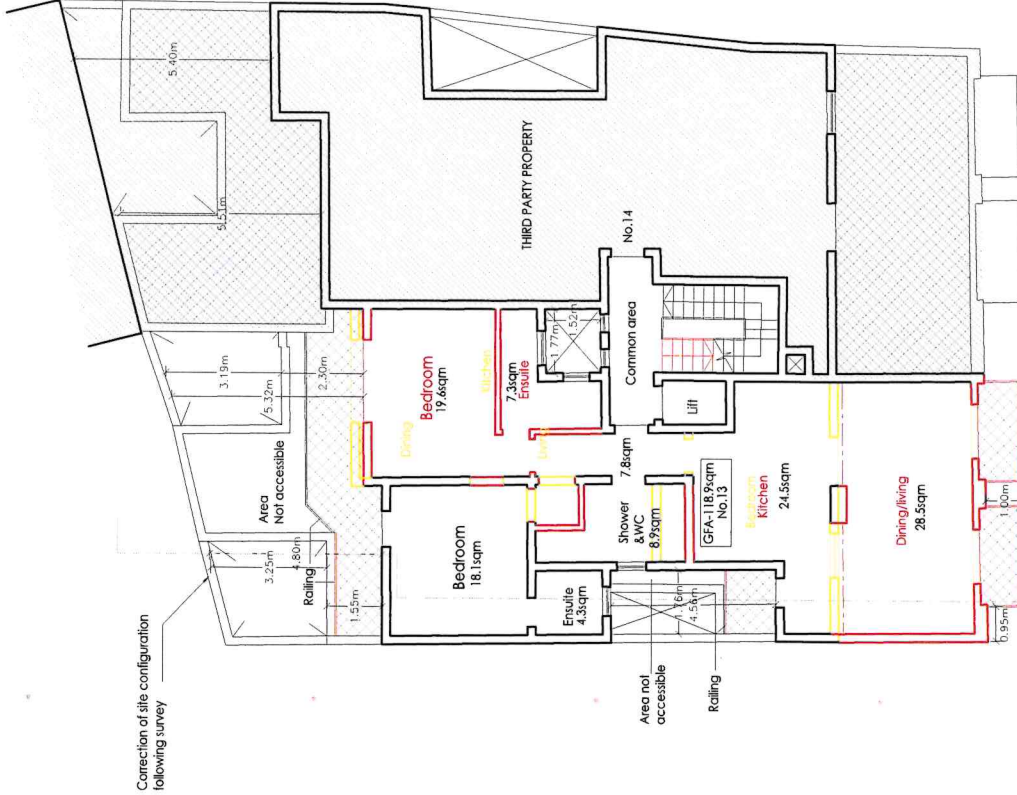 5.40m
5.51m
THIRD PARTY PROPERTY
No.14
Correction of site configuration
following survey
3.19m
5.32m
2.30m
Area
Not accessible
3.25m
4.80m
Railing
1.55m
Bedroom
19.6sqm
Kitchen
Dining
7.3sqm
Ensuite
1.77m
1.52m
Common area
Living
Lift
7.8sqm
Bedroom
18.1sqm
Shower
&WC
8.9sqm
Ensuite
4.3sqm
GFA-118.9sqm
No.13
Bedroom
Kitchen
24.5sqm
1.76m
4.56m
Area not
accessible
Railing
Dining/living
28.5sqm
1.00m
0.95m